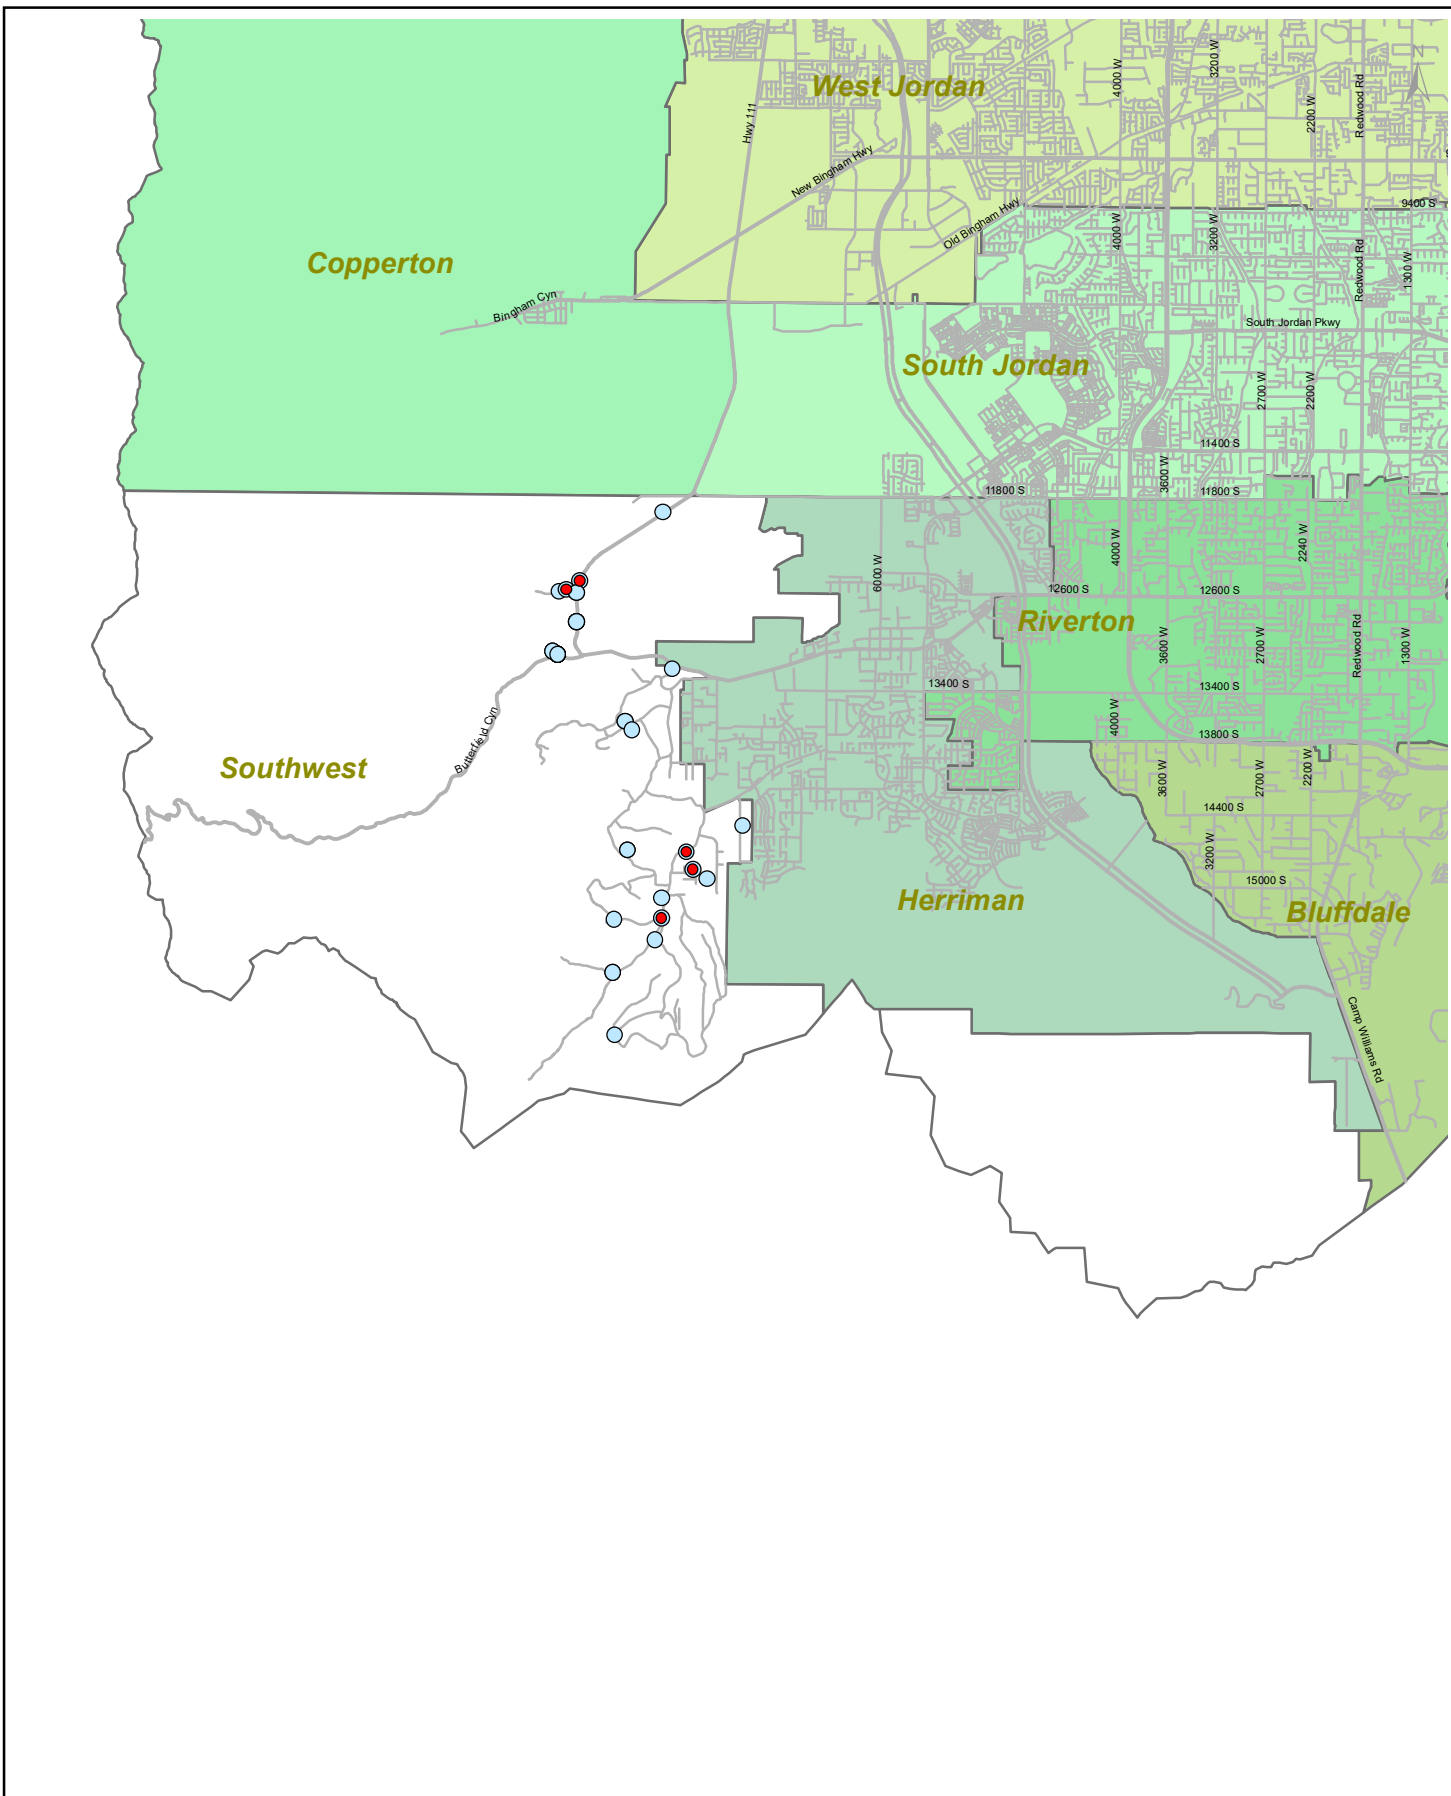 West Jordan
4000 W
3200 W
2200 W
Redwood Rd
N
Hwy 111
New Bingham Hwy
Old Bingham Hwy
9400 S
4000 W
3200 W
Redwood Rd
1300 W
Copperton
Bingham Cyn
South Jordan Pkwy
South Jordan
2700 W
2200 W
11400 S
3600 W
11800 S
11800 S
6000 W
4000 W
2240 W
12600 S
12600 S
Riverton
3600 W
2700 W
Redwood Rd
1300 W
13400 S
13400 S
4000 W
13800 S
Butterfield Cyn
Southwest
3600 W
2700 W
2200 W
14400 S
3200 W
15000 S
Herriman
Bluffdale
Camp Williams Rd